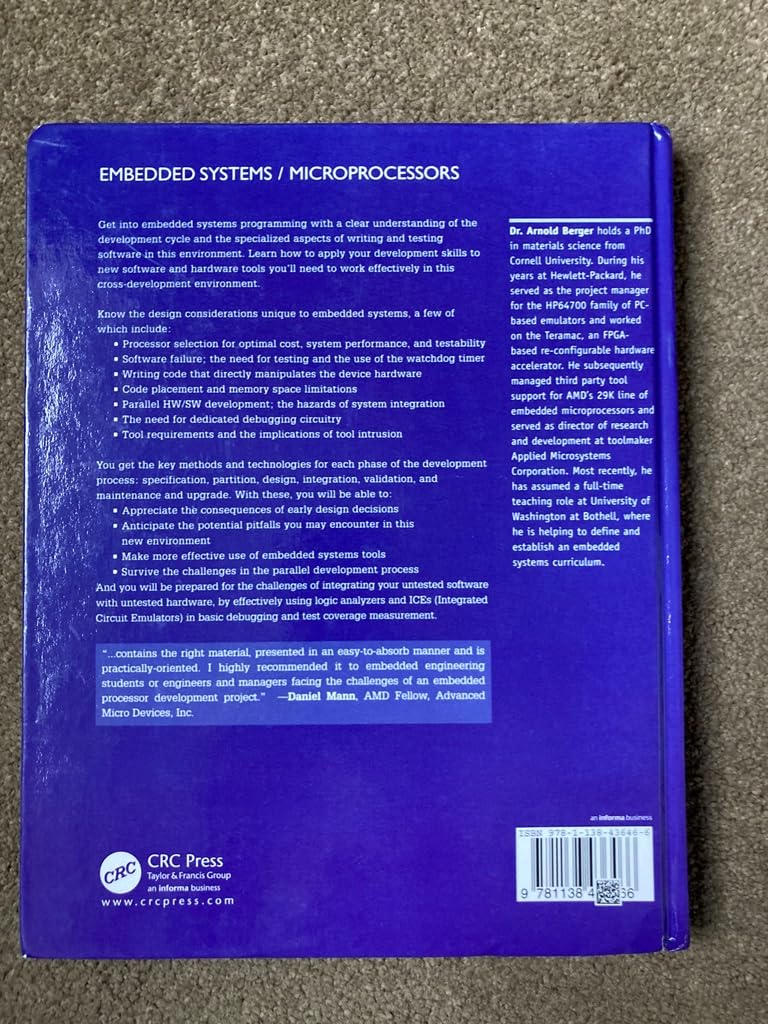 EMBEDDED SYSTEMS / MICROPROCESSORS
Get into embedded systems programming with a clear understanding of the
development cycle and the specialized aspects of writing and testing
software in this environment. Learn how to apply your development skills to
new software and hardware tools you'll need to work effectively in this
cross-development environment.
Know the design considerations unique to embedded systems, a few of
which include:
▪ Processor selection for optimal cost, system performance, and testability
▪ Software failure; the need for testing and the use of the watchdog timer
▪ Writing code that directly manipulates the device hardware
▪ Code placement and memory space limitations
▪ Parallel HW/SW development; the hazards of system integration
▪ The need for dedicated debugging circuitry
▪ Tool requirements and the implications of tool intrusion
You get the key methods and technologies for each phase of the development
process: specification, partition, design, integration, validation, and
maintenance and upgrade. With these, you will be able to:
▪ Appreciate the consequences of early design decisions
▪ Anticipate the potential pitfalls you may encounter in this
new environment
▪ Make more effective use of embedded systems tools
▪ Survive the challenges in the parallel development process
And you will be prepared for the challenges of integrating your untested software
with untested hardware, by effectively using logic analyzers and ICEs (Integrated
Circuit Emulators) in basic debugging and test coverage measurement.
"...contains the right material, presented in an easy-to-absorb manner and is
practically-oriented. I highly recommended it to embedded engineering
students or engineers and managers facing the challenges of an embedded
processor development project." —Daniel Mann, AMD Fellow, Advanced
Micro Devices, Inc.
Dr. Arnold Berger holds a PhD
in materials science from
Cornell University. During his
years at Hewlett-Packard, he
served as the project manager
for the HP64700 family of PC-
based emulators and worked
on the Teramac, an FPGA-
based re-configurable hardware
accelerator. He subsequently
managed third party tool
support for AMD's 29K line of
embedded microprocessors and
served as director of research
and development at toolmaker
Applied Microsystems
Corporation. Most recently, he
has assumed a full-time
teaching role at University of
Washington at Bothell, where
he is helping to define and
establish an embedded
systems curriculum.
CRC
CRC Press
Taylor & Francis Group
an informa business
www.crcpress.com
an informa business
ISBN 978-1-138-43646-6
9 781138 4 66